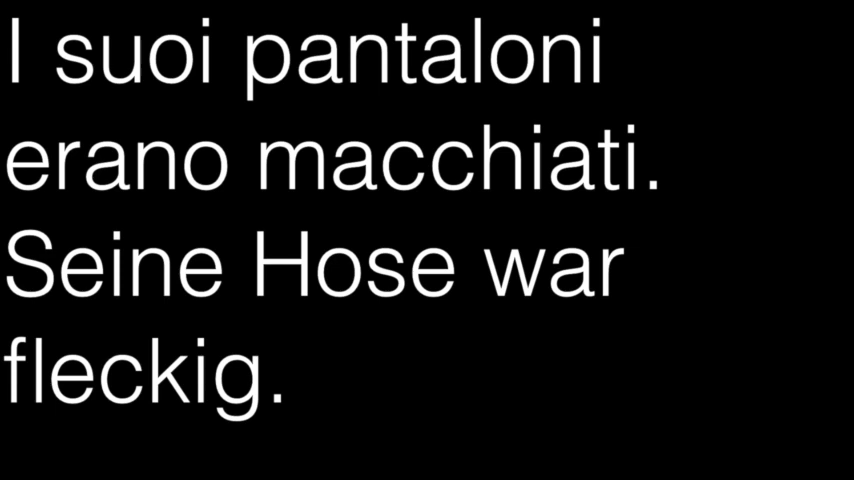 I suoi pantaloni
erano macchiati.
Seine Hose war
fleckig.